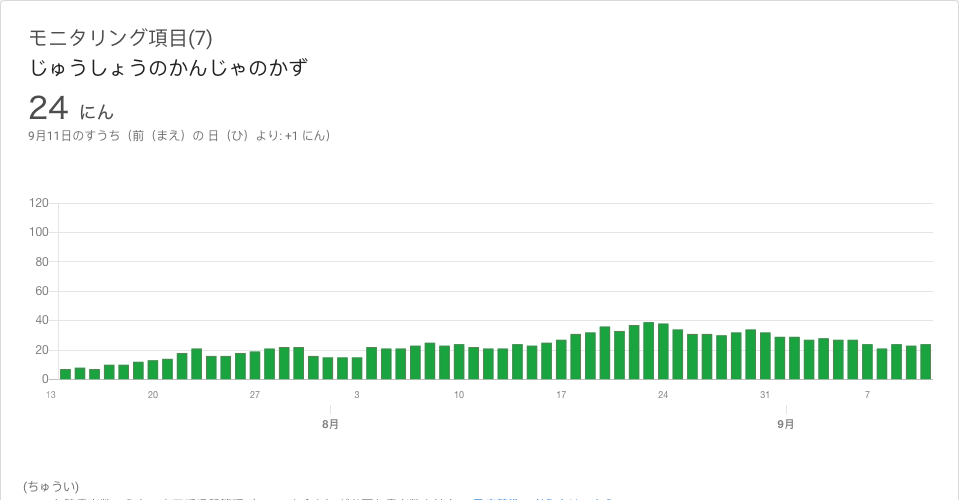 モニタリング項目(7)
じゅうしょうのかんじゃのかず
24 にん
9月11日のすうち（前（まえ）の 日（ひ）より: +1 にん）
120
100
80
60
40
20
0
13 20 27 3 10 17 24 31 7
8月 9月
(ちゅうい)